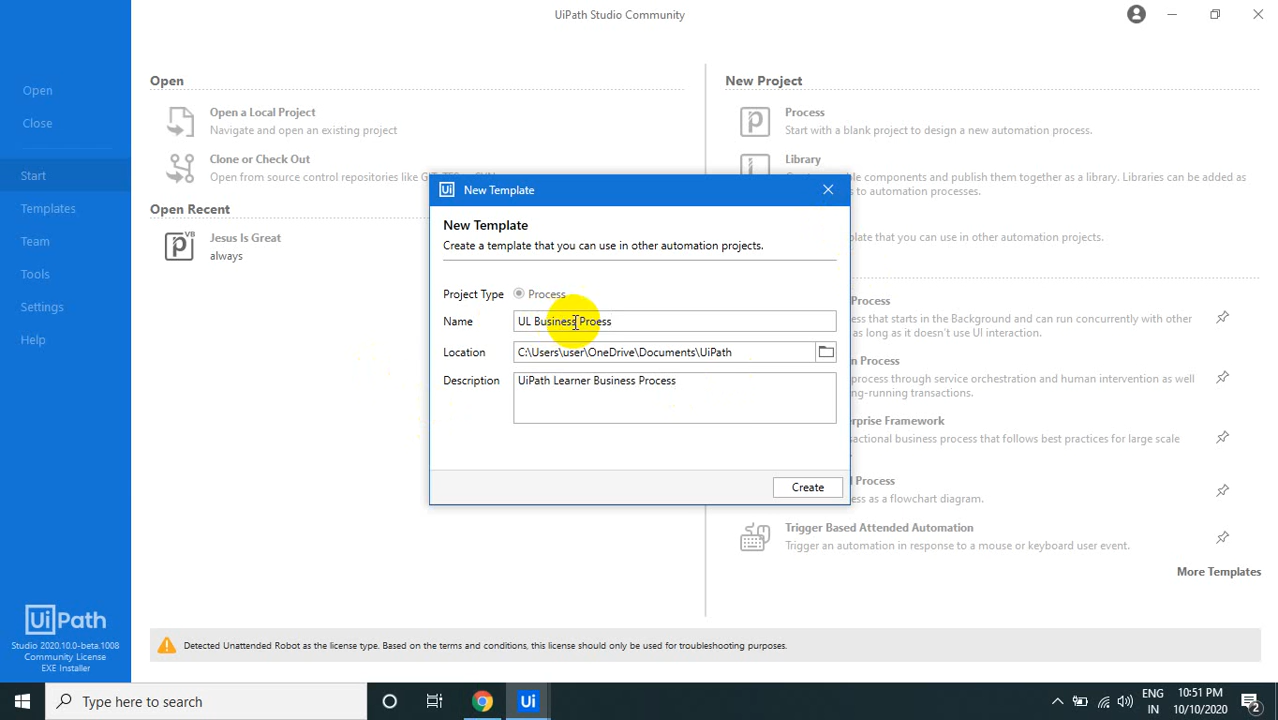 UiPath Studio Community
Open
Close
Start
Templates
Team
Tools
Settings
Help
UiPath
Studio 2020.10.0-beta.1008
Community License
EXE Installer
Open
Open a Local Project
Navigate and open an existing project
Clone or Check Out
Open from source control repositories like
Open Recent
VB
Jesus Is Great
always
New Project
Process
Start with a blank project to design a new automation process.
Library
components and publish them together as a library. Libraries can be added as
to automation processes.
plate that you can use in other automation projects.
Process
ess that starts in the Background and can run concurrently with other
as long as it doesn't use UI interaction.
n Process
process through service orchestration and human intervention as well
ng-running transactions.
erprise Framework
sactional business process that follows best practices for large scale
d Process
ess as a flowchart diagram.
Trigger Based Attended Automation
Trigger an automation in response to a mouse or keyboard user event.
More Templates
Ui New Template
New Template
Create a template that you can use in other automation projects.
Project Type Process
Name UL Business Proess
Location C:\Users\user\OneDrive\Documents\UiPath
Description UiPath Learner Business Process
Create
Detected Unattended Robot as the license type. Based on the terms and conditions, this license should only be used for troubleshooting purposes.
Type here to search
Ui
ENG
IN
10:51 PM
10/10/2020
2